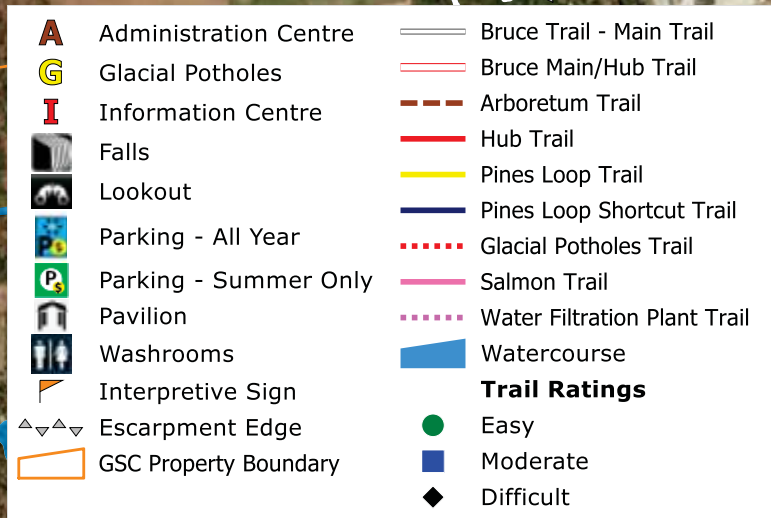 A Administration Centre
G Glacial Potholes
I Information Centre
Falls
Lookout
P$ Parking - All Year
P$ Parking - Summer Only
Pavilion
Washrooms
Interpretive Sign
Escarpment Edge
GSC Property Boundary
Bruce Trail - Main Trail
Bruce Main/Hub Trail
Arboretum Trail
Hub Trail
Pines Loop Trail
Pines Loop Shortcut Trail
Glacial Potholes Trail
Salmon Trail
Water Filtration Plant Trail
Watercourse
Trail Ratings
Easy
Moderate
Difficult